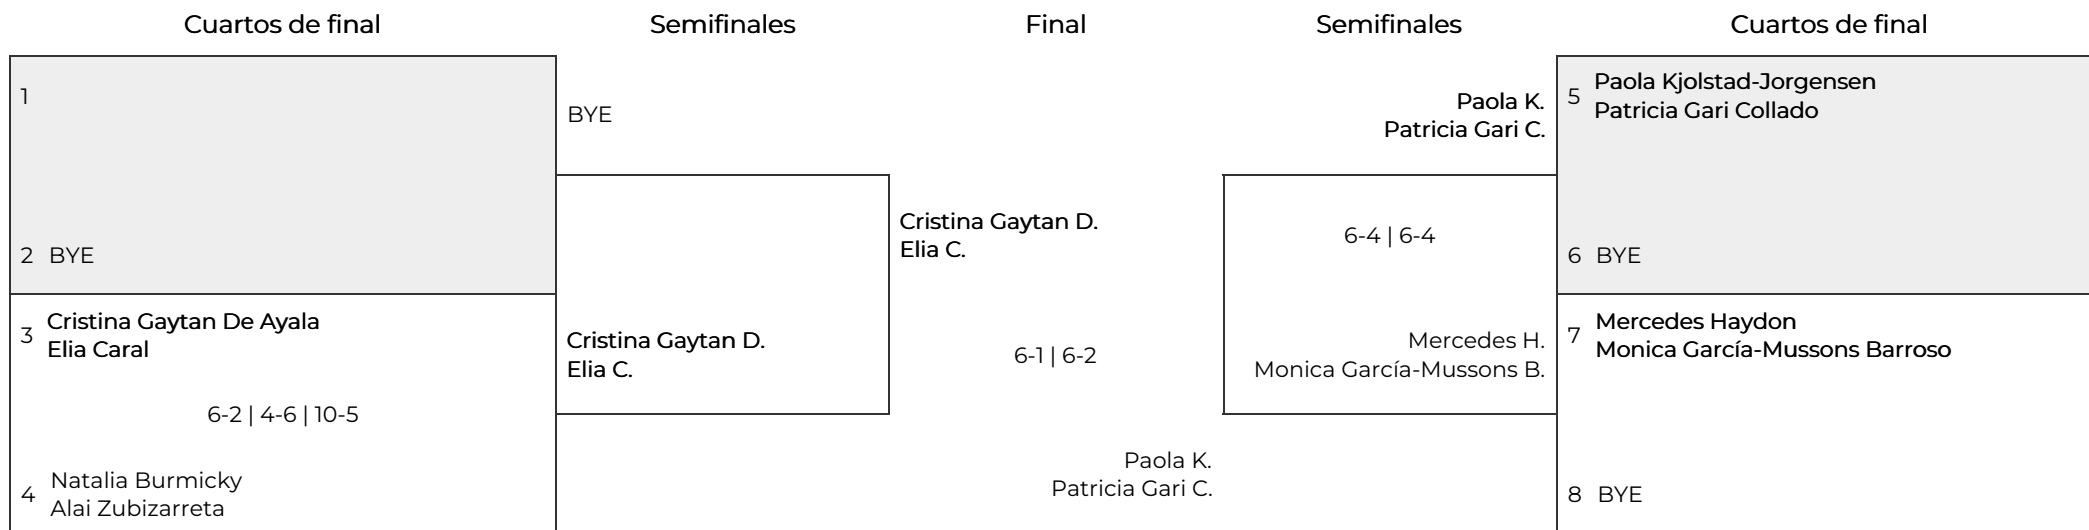 Cuartos de final
Semifinales
Final
Semifinales
Cuartos de final
1
2 BYE
3 Cristina Gaytan De Ayala
Elia Caral
6-2 | 4-6 | 10-5
4 Natalia Burmicky
Alai Zubizarreta
BYE
Cristina Gaytan D.
Elia C.
Cristina Gaytan D.
Elia C.
6-1 | 6-2
Paola K.
Patricia Gari C.
Paola K.
Patricia Gari C.
6-4 | 6-4
Mercedes H.
Monica García-Mussons B.
5 Paola Kjolstad-Jorgensen
Patricia Gari Collado
6 BYE
7 Mercedes Haydon
Monica García-Mussons Barroso
8 BYE